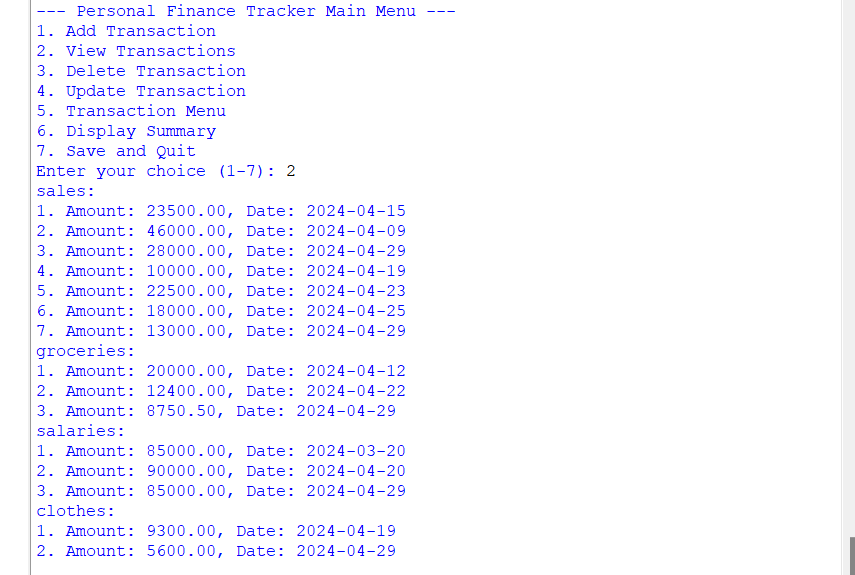 --- Personal Finance Tracker Main Menu ---
1. Add Transaction
2. View Transactions
3. Delete Transaction
4. Update Transaction
5. Transaction Menu
6. Display Summary
7. Save and Quit
Enter your choice (1-7): 2
sales:
1. Amount: 23500.00, Date: 2024-04-15
2. Amount: 46000.00, Date: 2024-04-09
3. Amount: 28000.00, Date: 2024-04-29
4. Amount: 10000.00, Date: 2024-04-19
5. Amount: 22500.00, Date: 2024-04-23
6. Amount: 18000.00, Date: 2024-04-25
7. Amount: 13000.00, Date: 2024-04-29
groceries:
1. Amount: 20000.00, Date: 2024-04-12
2. Amount: 12400.00, Date: 2024-04-22
3. Amount: 8750.50, Date: 2024-04-29
salaries:
1. Amount: 85000.00, Date: 2024-03-20
2. Amount: 90000.00, Date: 2024-04-20
3. Amount: 85000.00, Date: 2024-04-29
clothes:
1. Amount: 9300.00, Date: 2024-04-19
2. Amount: 5600.00, Date: 2024-04-29